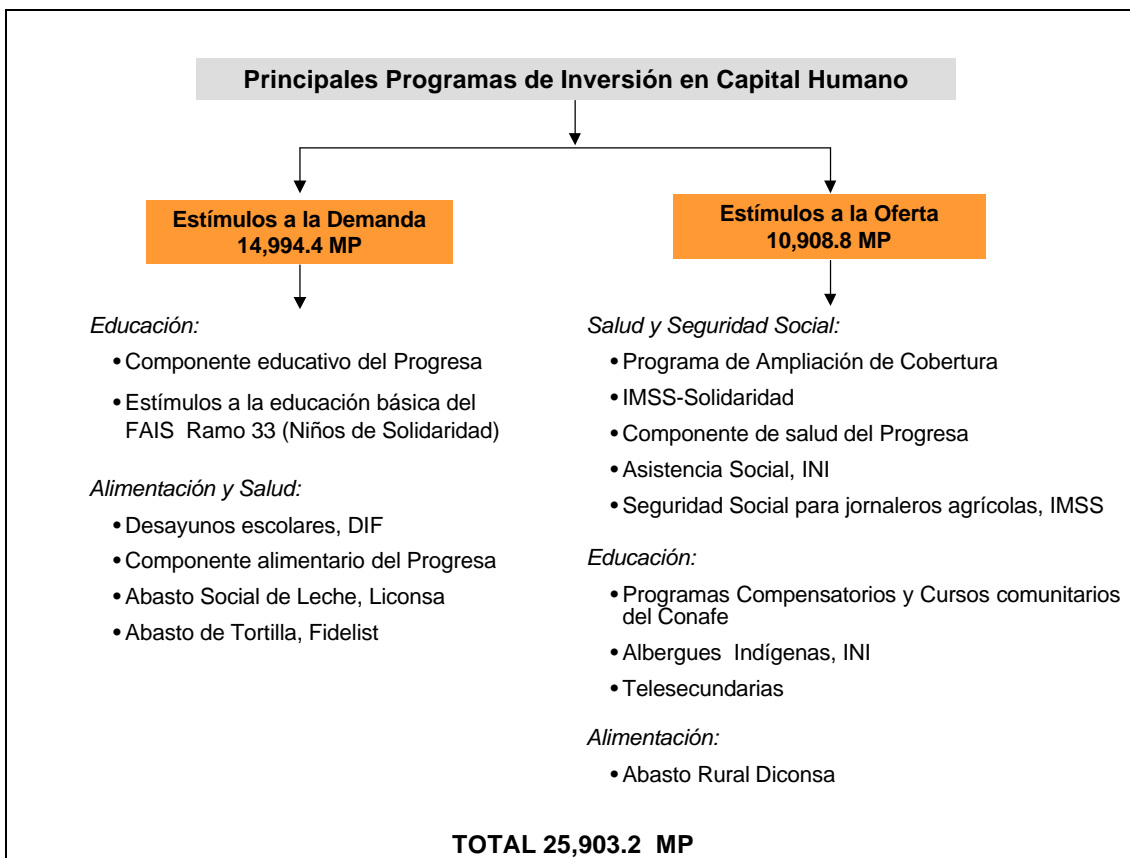 Principales Programas de Inversión en Capital Humano
Estímulos a la Demanda
14,994.4 MP
Educación:
• Componente educativo del Progresa
• Estímulos a la educación básica del
FAIS Ramo 33 (Niños de Solidaridad)
Alimentación y Salud:
• Desayunos escolares, DIF
• Componente alimentario del Progresa
• Abasto Social de Leche, Liconsa
• Abasto de Tortilla, Fidelist
Estímulos a la Oferta
10,908.8 MP
Salud y Seguridad Social:
• Programa de Ampliación de Cobertura
• IMSS-Solidaridad
• Componente de salud del Progresa
• Asistencia Social, INI
• Seguridad Social para jornaleros agrícolas, IMSS
Educación:
• Programas Compensatorios y Cursos comunitarios
del Conafe
• Albergues Indígenas, INI
• Telesecundarias
Alimentación:
• Abasto Rural Diconsa
TOTAL 25,903.2 MP